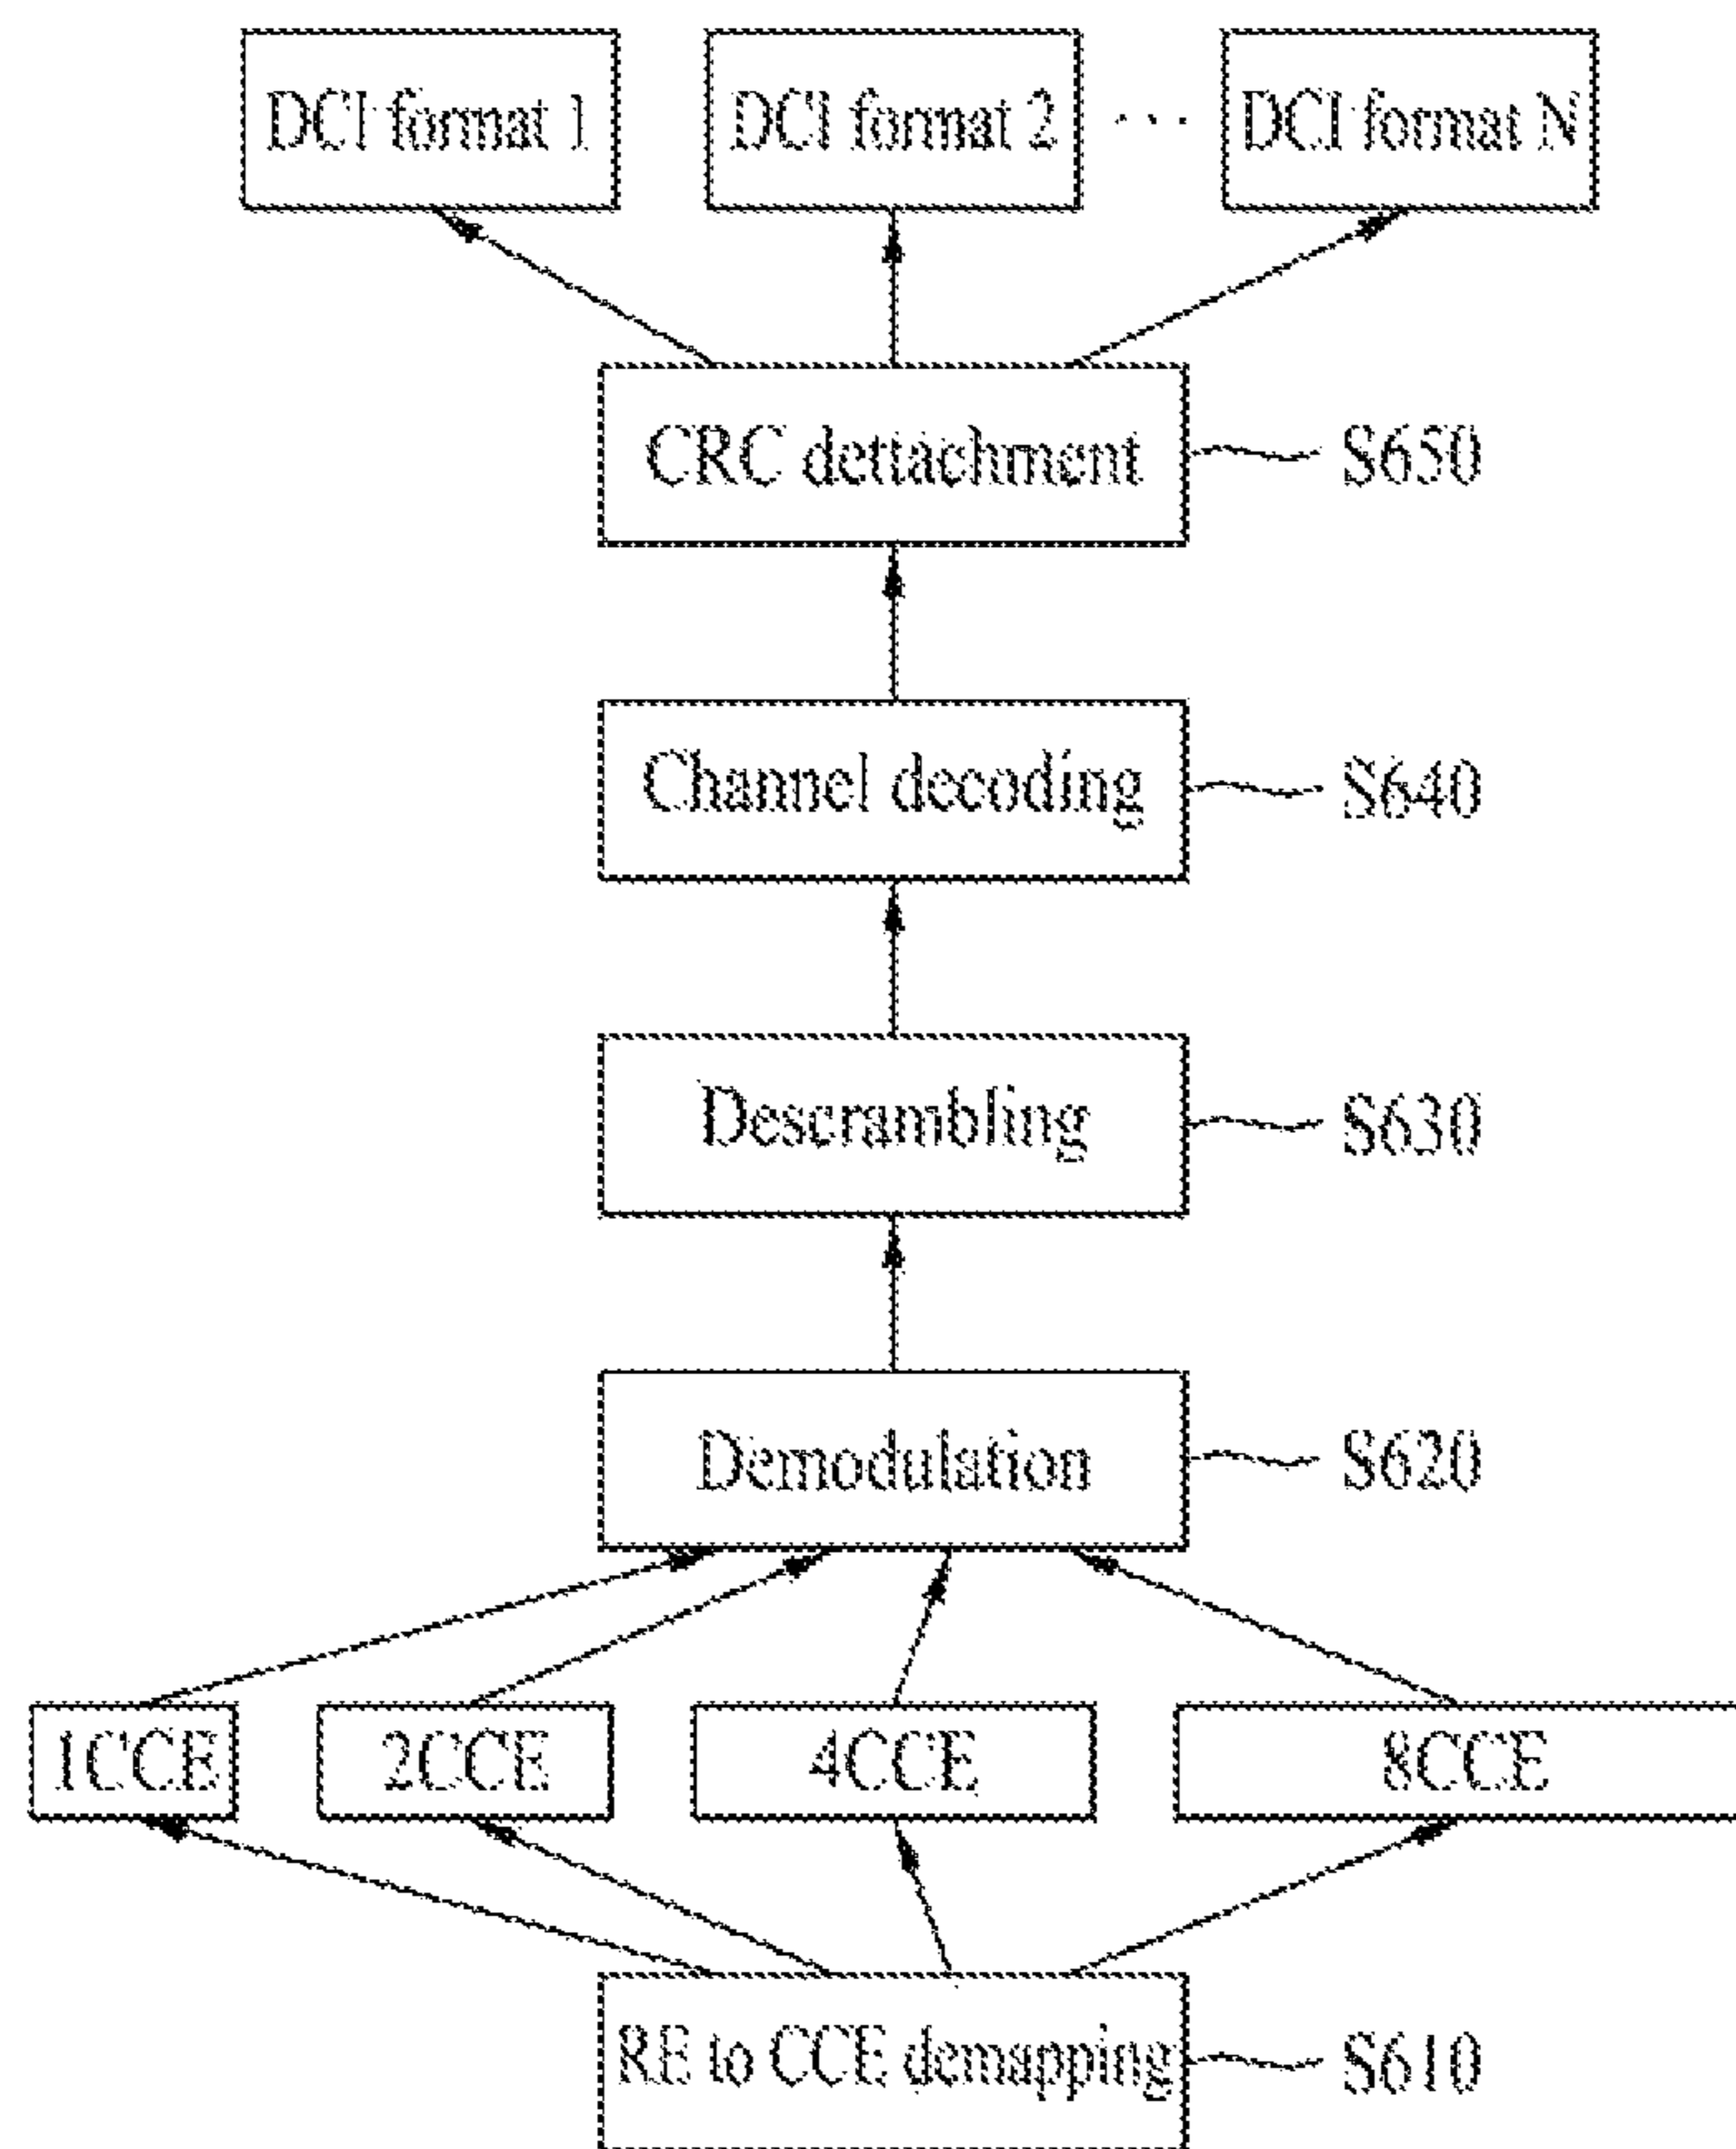 DCI format 1
DCI format 2
...
DCI format N
CRC dettachment
S650
Channel decoding
S640
Descrambling
S630
Demodulation
S620
1CCE
2CCE
4CCE
8CCE
RE to CCE demapping
S610